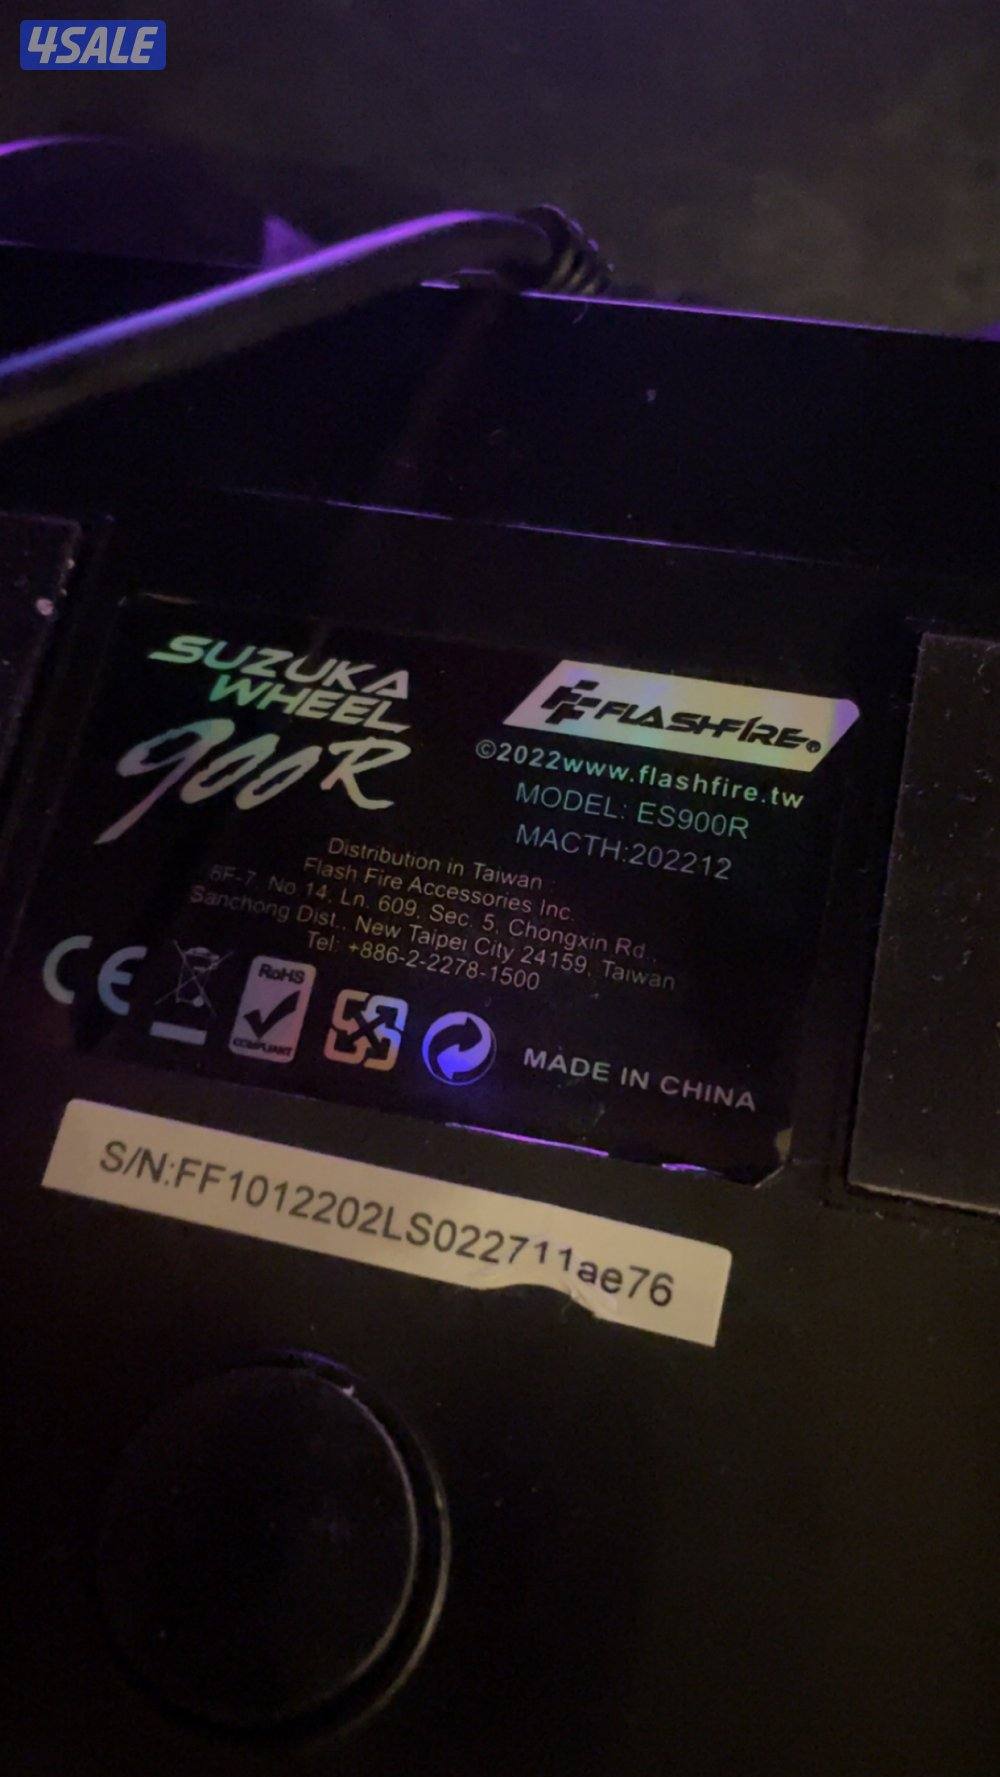 4SALE
SUZUKA
WHEEL
900R
FLASHFIRE®
©2022www.flashfire.tw
MODEL: ES900R
MACTH:202212
Distribution in Taiwan :
Flash Fire Accessories Inc.
6F-7, No 14, Ln. 609, Sec. 5, Chongxin Rd.,
Sanchong Dist., New Taipei City 24159, Taiwan
Tel: +886-2-2278-1500
CE
RoHS
COMPLIANT
MADE IN CHINA
S/N:FF1012202LS022711ae76